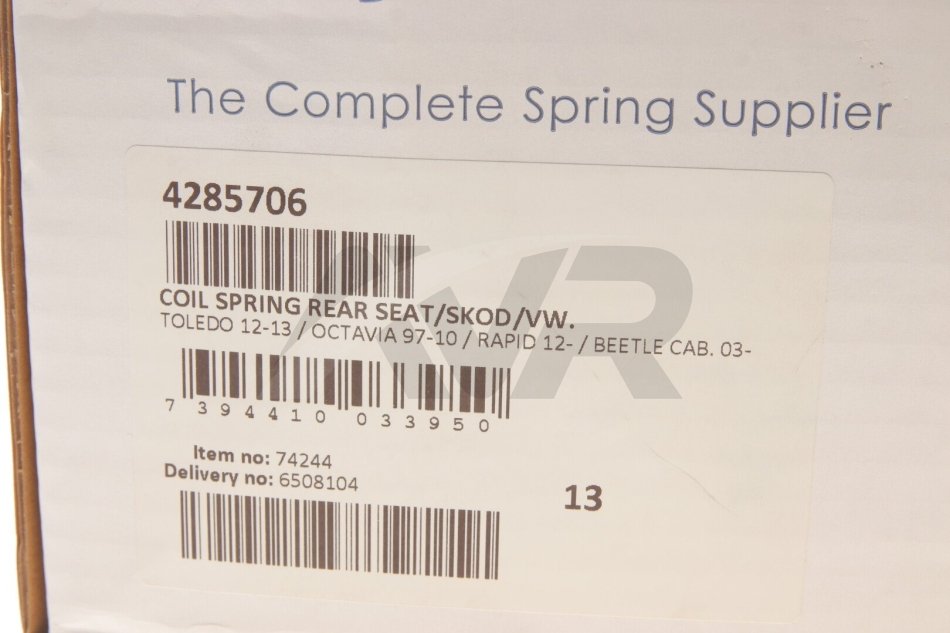 The Complete Spring Supplier
4285706
COIL SPRING REAR SEAT/SKOD/VW.
TOLEDO 12-13 / OCTAVIA 97-10 / RAPID 12- / BEETLE CAB. 03-
7 394410 033950
Item no: 74244
Delivery no: 6508104
13